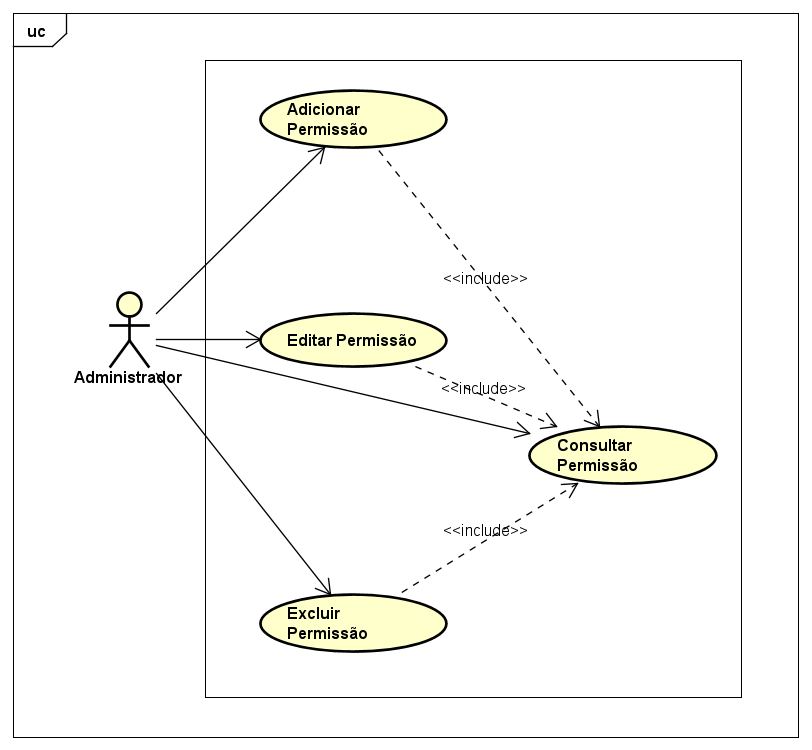 uc
Adicionar
Permissão
<<include>>
Editar Permissão
Administrador
<<include>>
Consultar
Permissão
<<include>>
Excluir
Permissão